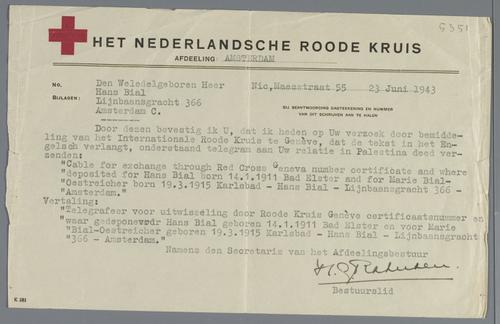 5351
HET NEDERLANDSCHE ROODE KRUIS
AFDEELING: AMSTERDAM
No. Den Weledelgeboren Heer Nic,Maesstraat 55 23 Juni 1943
Hans Bial
BIJLAGEN: Lijnbaansgracht 366
Amsterdam C.
BIJ BEANTWOORDING DAGTEEKENING EN NUMMER
VAN DIT SCHRIJVEN AAN TE HALEN
Door dezen bevestig ik U, dat ik heden op Uw verzoek door bemidde-
ling van het Internationale Roode Kruis te Genève, dat de tekst in het En-
gelsch verlangt, onderstaand telegram aan Uw relatie in Palestina deed ver-
senden:
"Cable for exchange through Red Cross Geneva number certificate and where
"deposited for Hans Bial born 14.1.1911 Bad Elster and for Marie Bial-
"Oestreicher born 19.3.1915 Karlsbad - Hans Bial - Lijnbaansgracht 366 -
"Amsterdam."
Vertaling:
"Telegrafeer voor uitwisseling door Roode Kruis Genève certificaatsnummer en
"waar gedeponeerd voor Hans Bial geboren 14.1.1911 Bad Elster en voor Marie
"Bial-Oestreicher geboren 19.3.1915 Karlsbad - Hans Bial - Lijnbaansgracht
"366 - Amsterdam."
Namens den Secretaris van het Afdeelingsbestuur
Bestuurslid
K 281